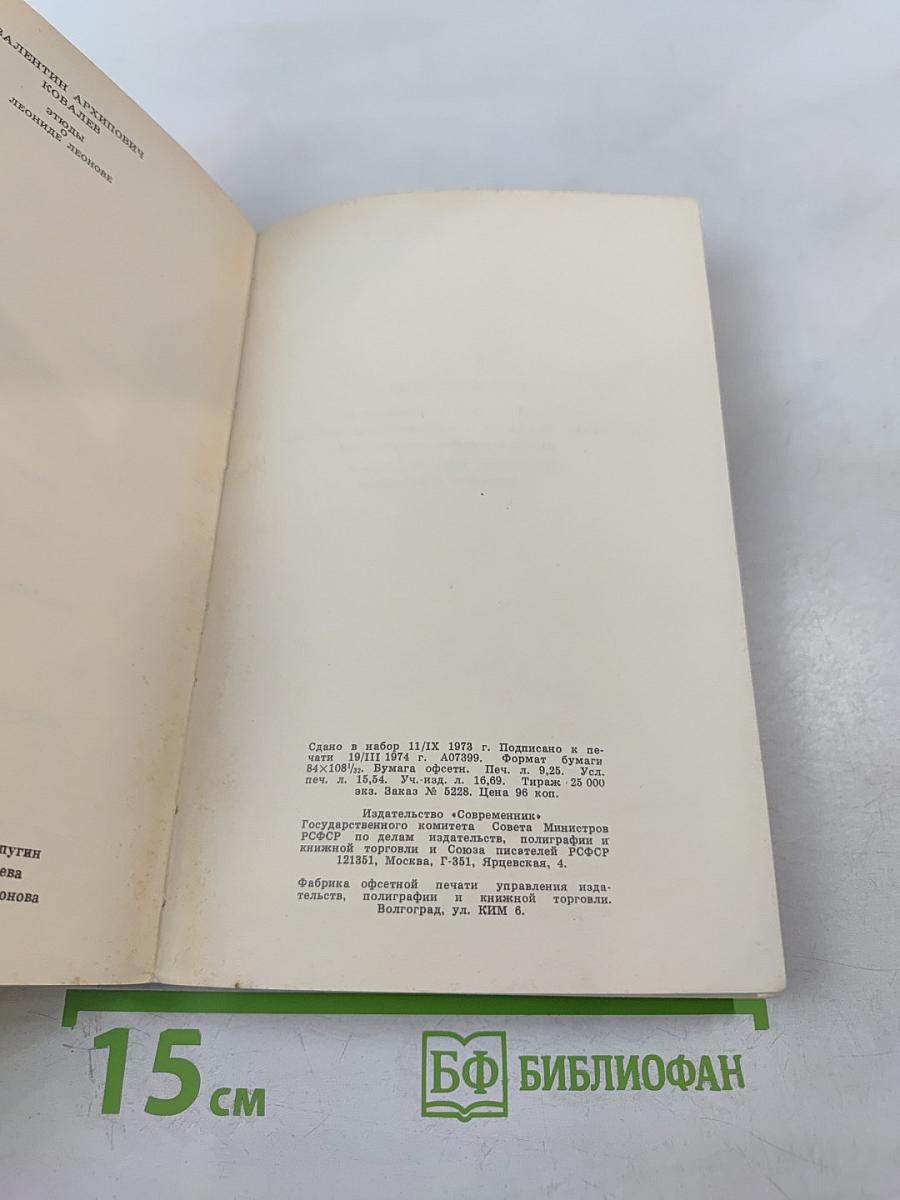 ВАЛЕНТИН АРХИПОВИЧ
КОВАЛЕВ
ЭТЮДЫ
О
ЛЕОНИДЕ ЛЕОНОВЕ
пугин
ева
онова
Сдано в набор 11/IX 1973 г. Подписано к пе-
чати 19/III 1974 г. А07399. Формат бумаги
84×108¹/₃₂. Бумага офсетн. Печ. л. 9,25. Усл.
печ. л. 15,54. Уч.-изд. л. 16,69. Тираж 25 000
экз. Заказ № 5228. Цена 96 коп.
Издательство «Современник»
Государственного комитета Совета Министров
РСФСР по делам издательств, полиграфии и
книжной торговли и Союза писателей РСФСР
121351, Москва, Г-351, Ярцевская, 4.
Фабрика офсетной печати управления изда-
тельств, полиграфии и книжной торговли.
Волгоград, ул. КИМ 6.
15 см
БФ БИБЛИОФАН